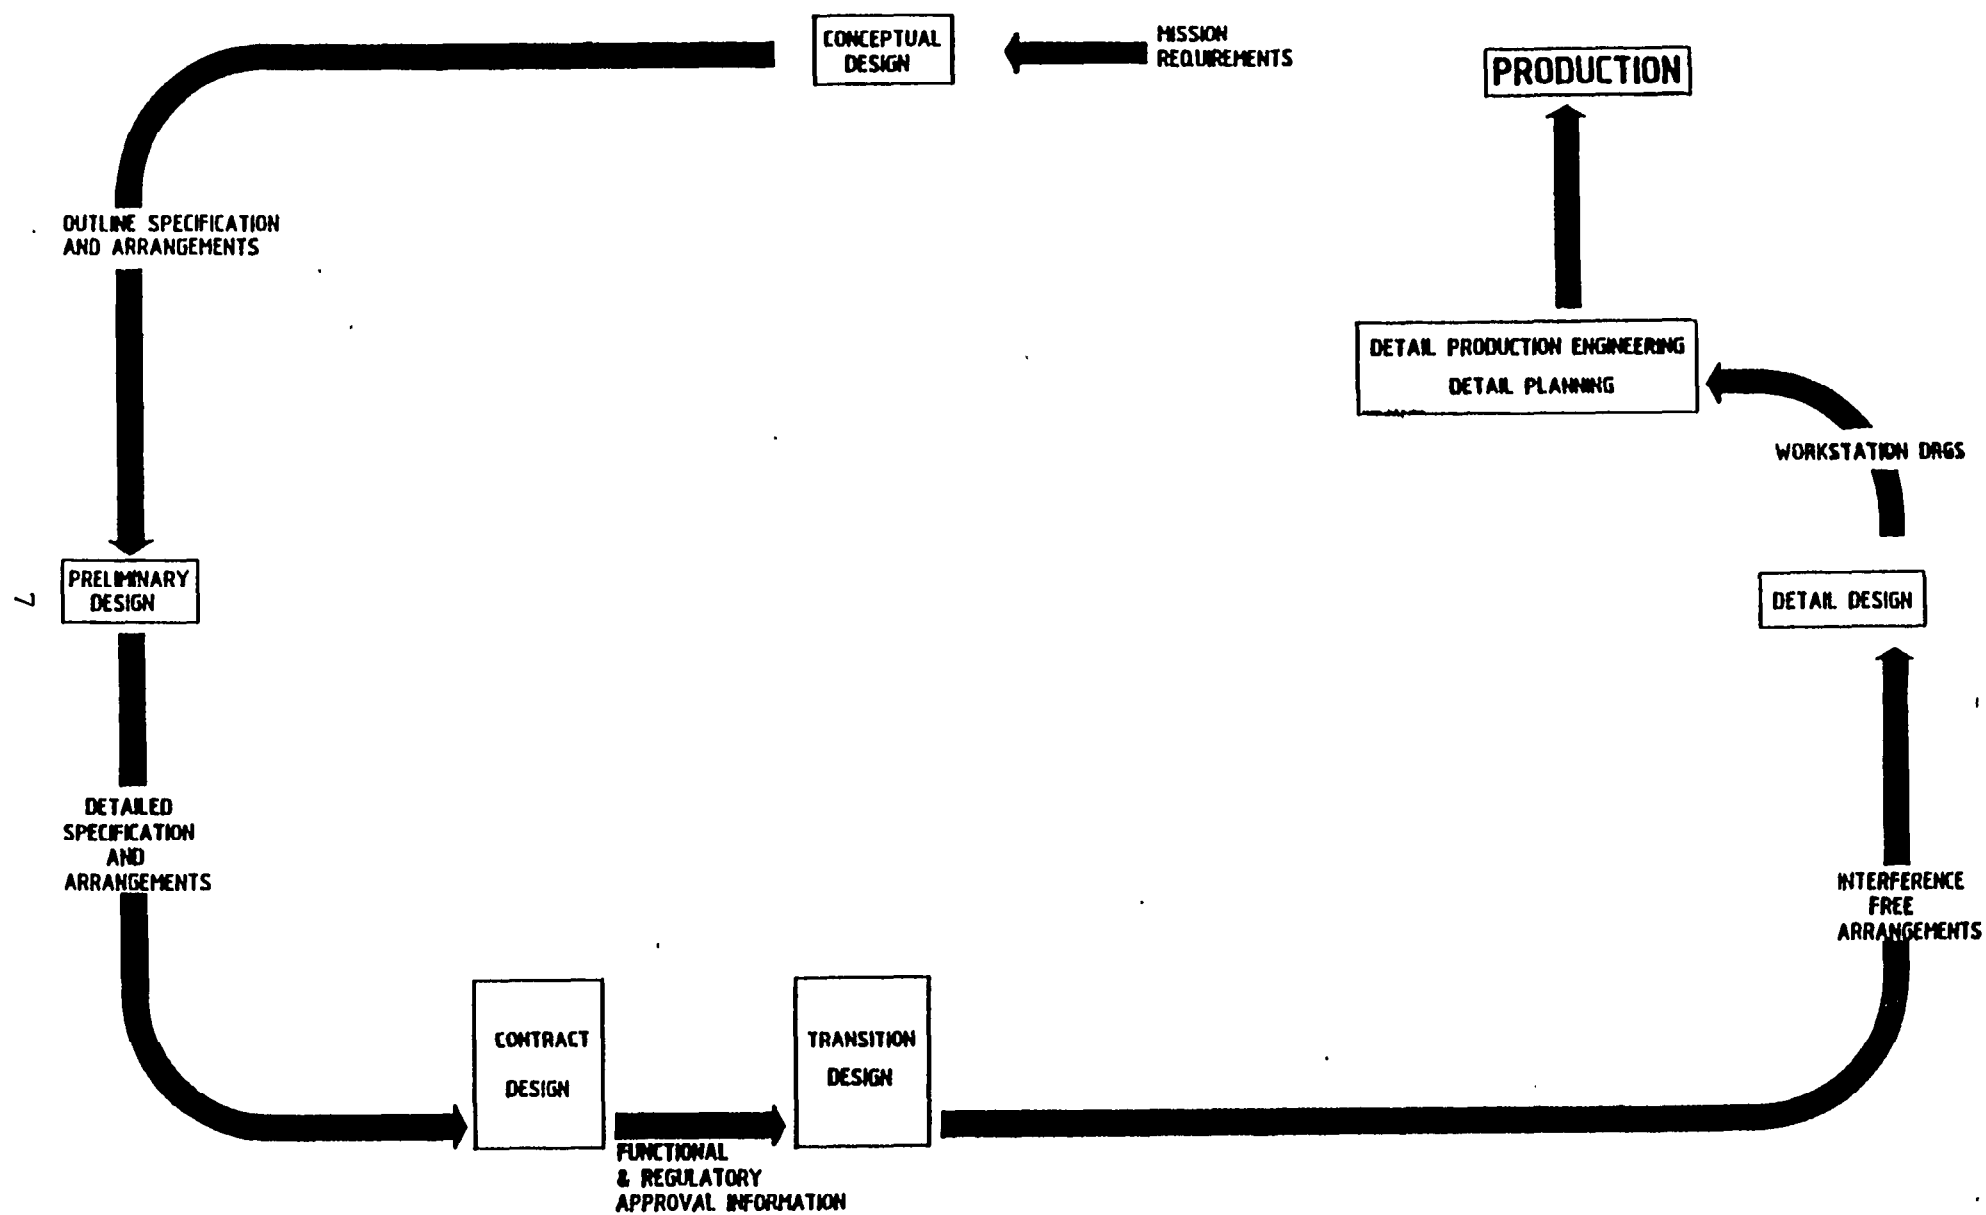 CONCEPTUAL
DESIGN
MISSION
REQUIREMENTS
PRODUCTION
OUTLINE SPECIFICATION
AND ARRANGEMENTS
DETAIL PRODUCTION ENGINEERING
DETAIL PLANNING
WORKSTATION DRGS
PRELIMINARY
DESIGN
7
DETAIL DESIGN
DETAILED
SPECIFICATION
AND
ARRANGEMENTS
INTERFERENCE
FREE
ARRANGEMENTS
CONTRACT
DESIGN
TRANSITION
DESIGN
FUNCTIONAL
& REGULATORY
APPROVAL INFORMATION